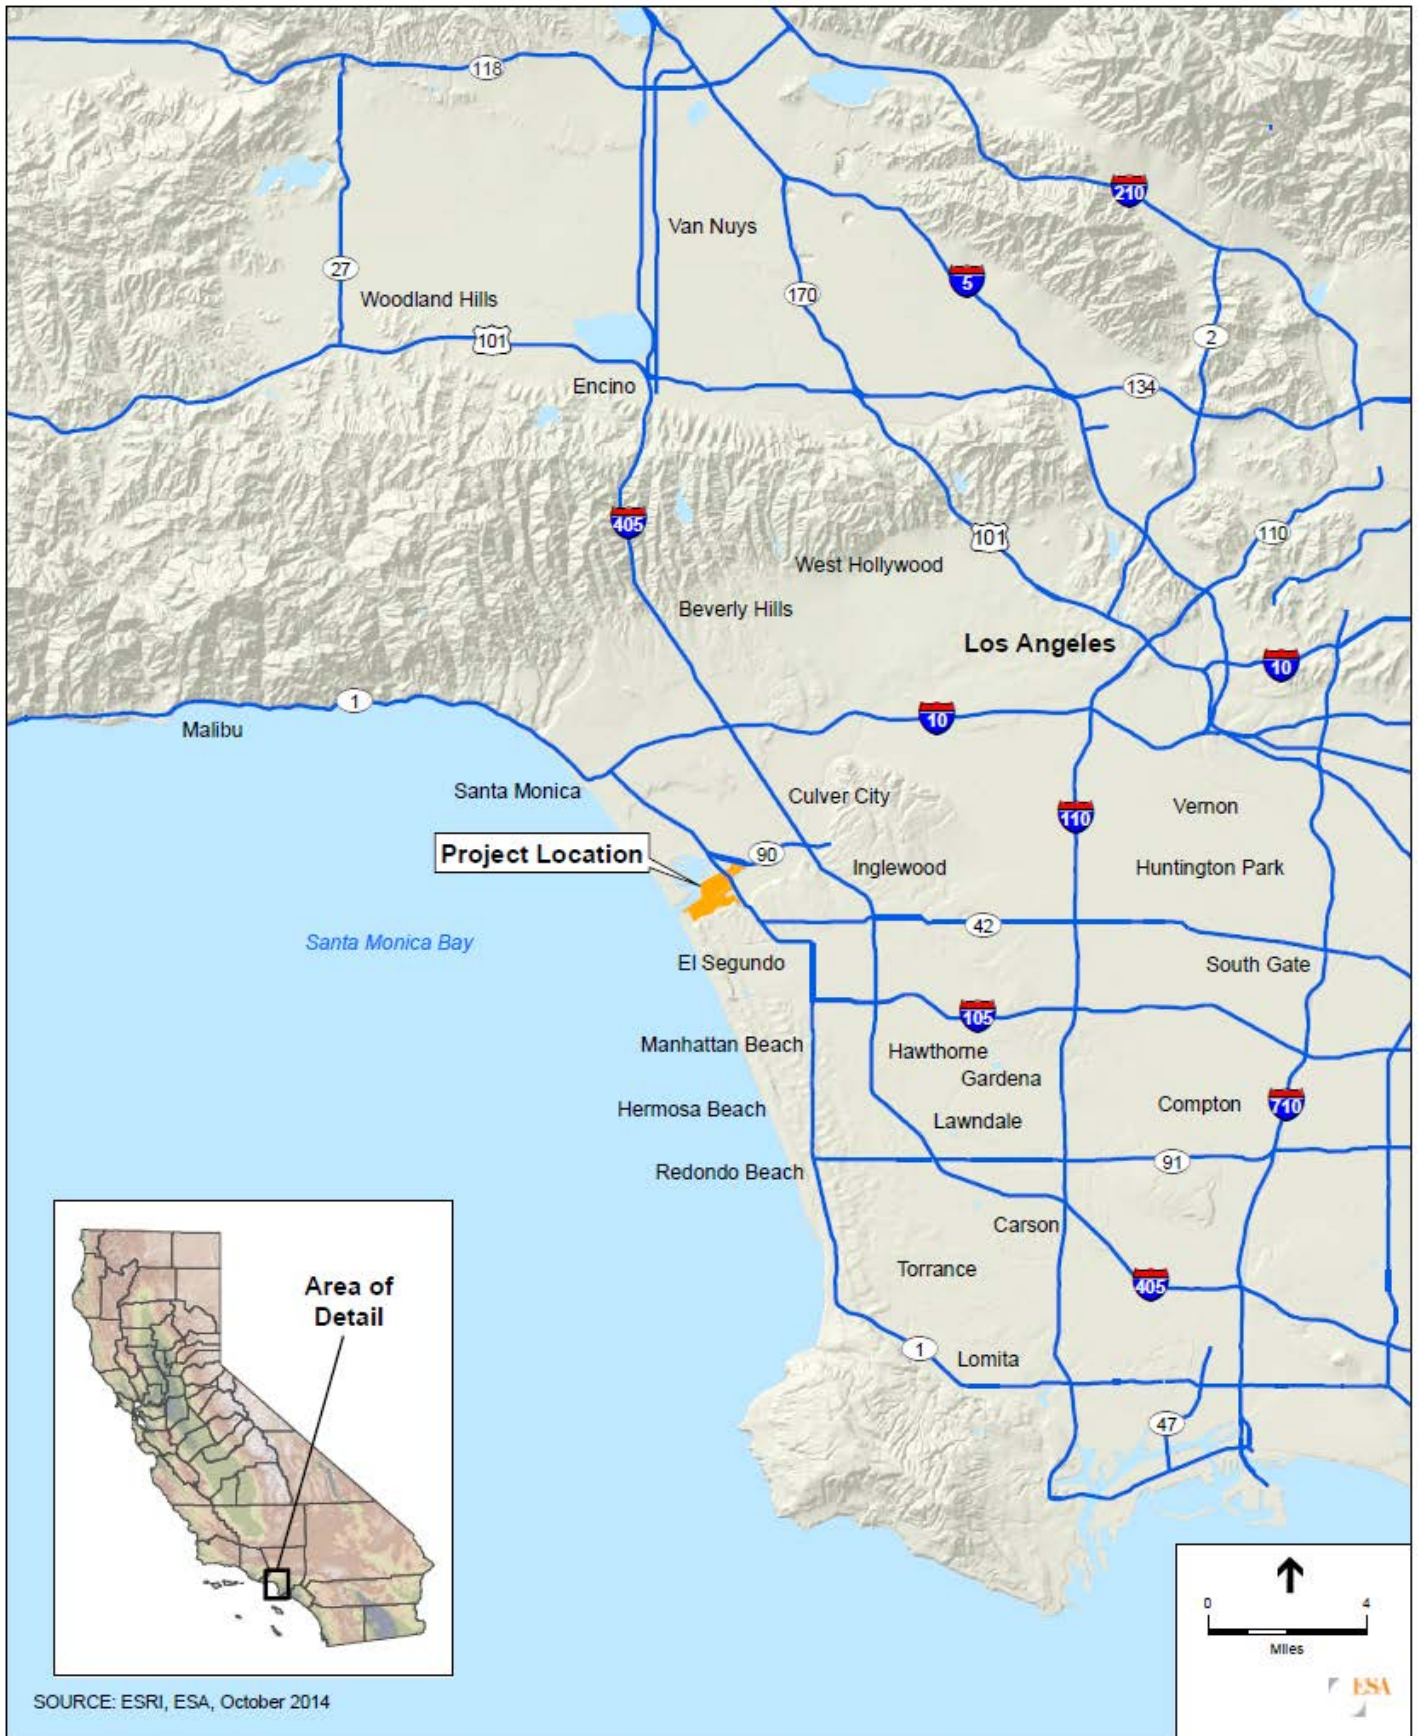 118
210
Van Nuys
27
5
170
Woodland Hills
101
2
Encino
134
405
101
110
West Hollywood
Beverly Hills
Los Angeles
10
1
10
Malibu
Santa Monica
Culver City
Vernon
110
Project Location
90
Inglewood
Huntington Park
42
Santa Monica Bay
El Segundo
South Gate
105
Manhattan Beach
Hawthorne
Gardena
Hermosa Beach
Compton
710
Lawndale
Redondo Beach
91
Carson
Torrance
405
1
Lomita
47
Area of
Detail
0 4
Miles
ESA
SOURCE: ESRI, ESA, October 2014